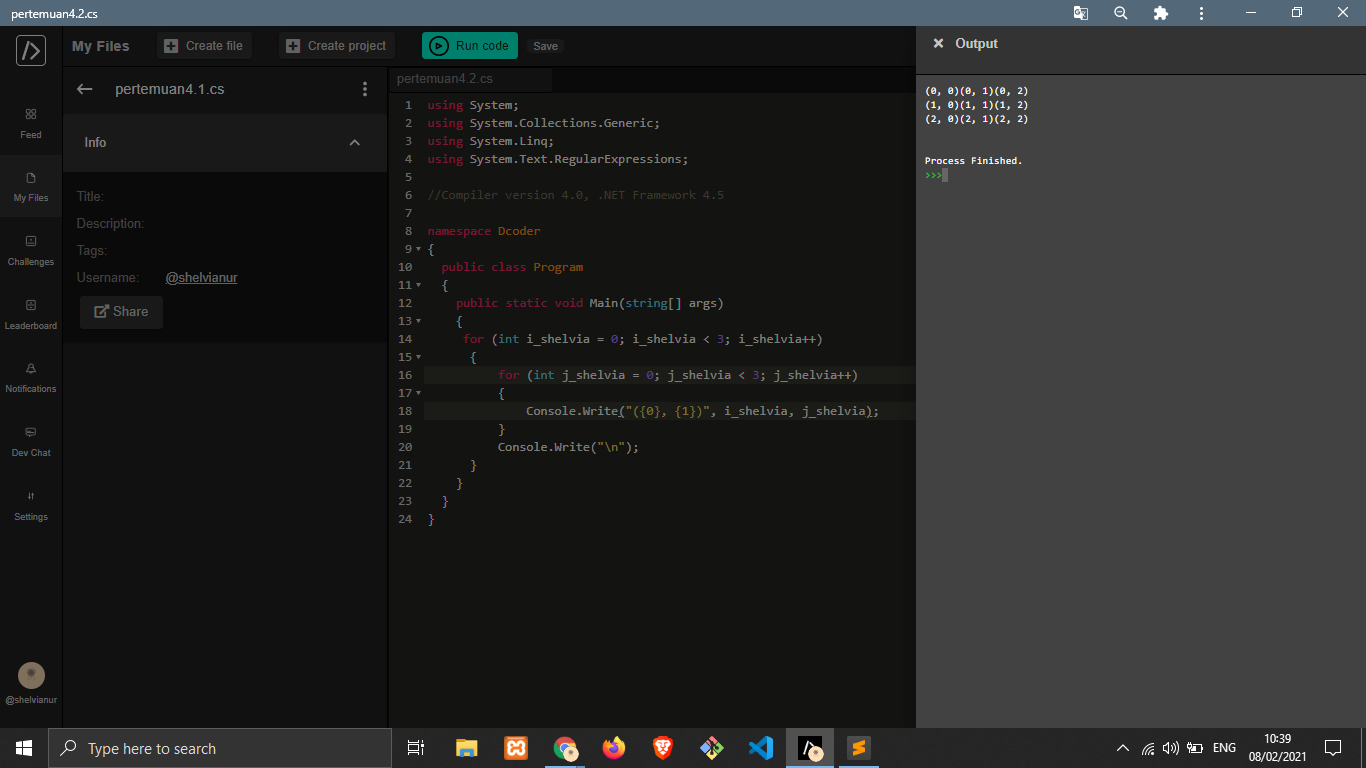 pertemuan4.2.cs
My Files
Create file
Create project
Run code
Save
Output
Feed
My Files
Challenges
Leaderboard
Notifications
Dev Chat
Settings
@shelvianur
pertemuan4.1.cs
Info
Title:
Description:
Tags:
Username: @shelvianur
Share
pertemuan4.2.cs
1 using System;
2 using System.Collections.Generic;
3 using System.Linq;
4 using System.Text.RegularExpressions;
5
6 //Compiler version 4.0, .NET Framework 4.5
7
8 namespace Dcoder
9 {
10 public class Program
11 {
12 public static void Main(string[] args)
13 {
14 for (int i_shelvia = 0; i_shelvia < 3; i_shelvia++)
15 {
16 for (int j_shelvia = 0; j_shelvia < 3; j_shelvia++)
17 {
18 Console.Write("({0}, {1})", i_shelvia, j_shelvia);
19 }
20 Console.Write("\n");
21 }
22 }
23 }
24 }
(0, 0)(0, 1)(0, 2)
(1, 0)(1, 1)(1, 2)
(2, 0)(2, 1)(2, 2)
Process Finished.
>>>
Type here to search
ENG
10:39
08/02/2021